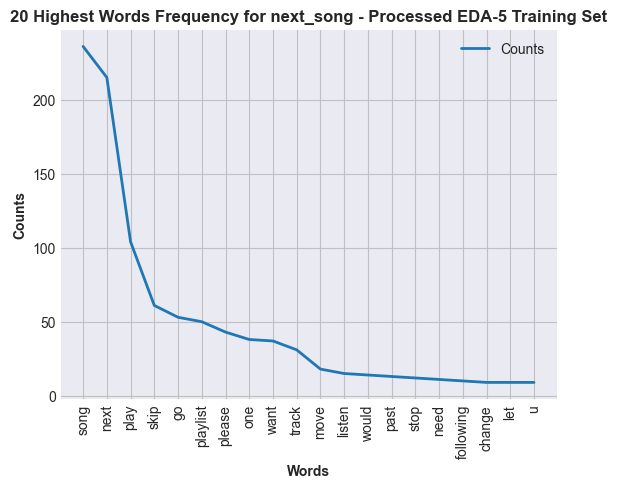 20 Highest Words Frequency for next_song - Processed EDA-5 Training Set
Counts
Counts
200
150
100
50
0
song
next
play
skip
go
playlist
please
one
want
track
move
listen
would
past
stop
need
following
change
let
u
Words